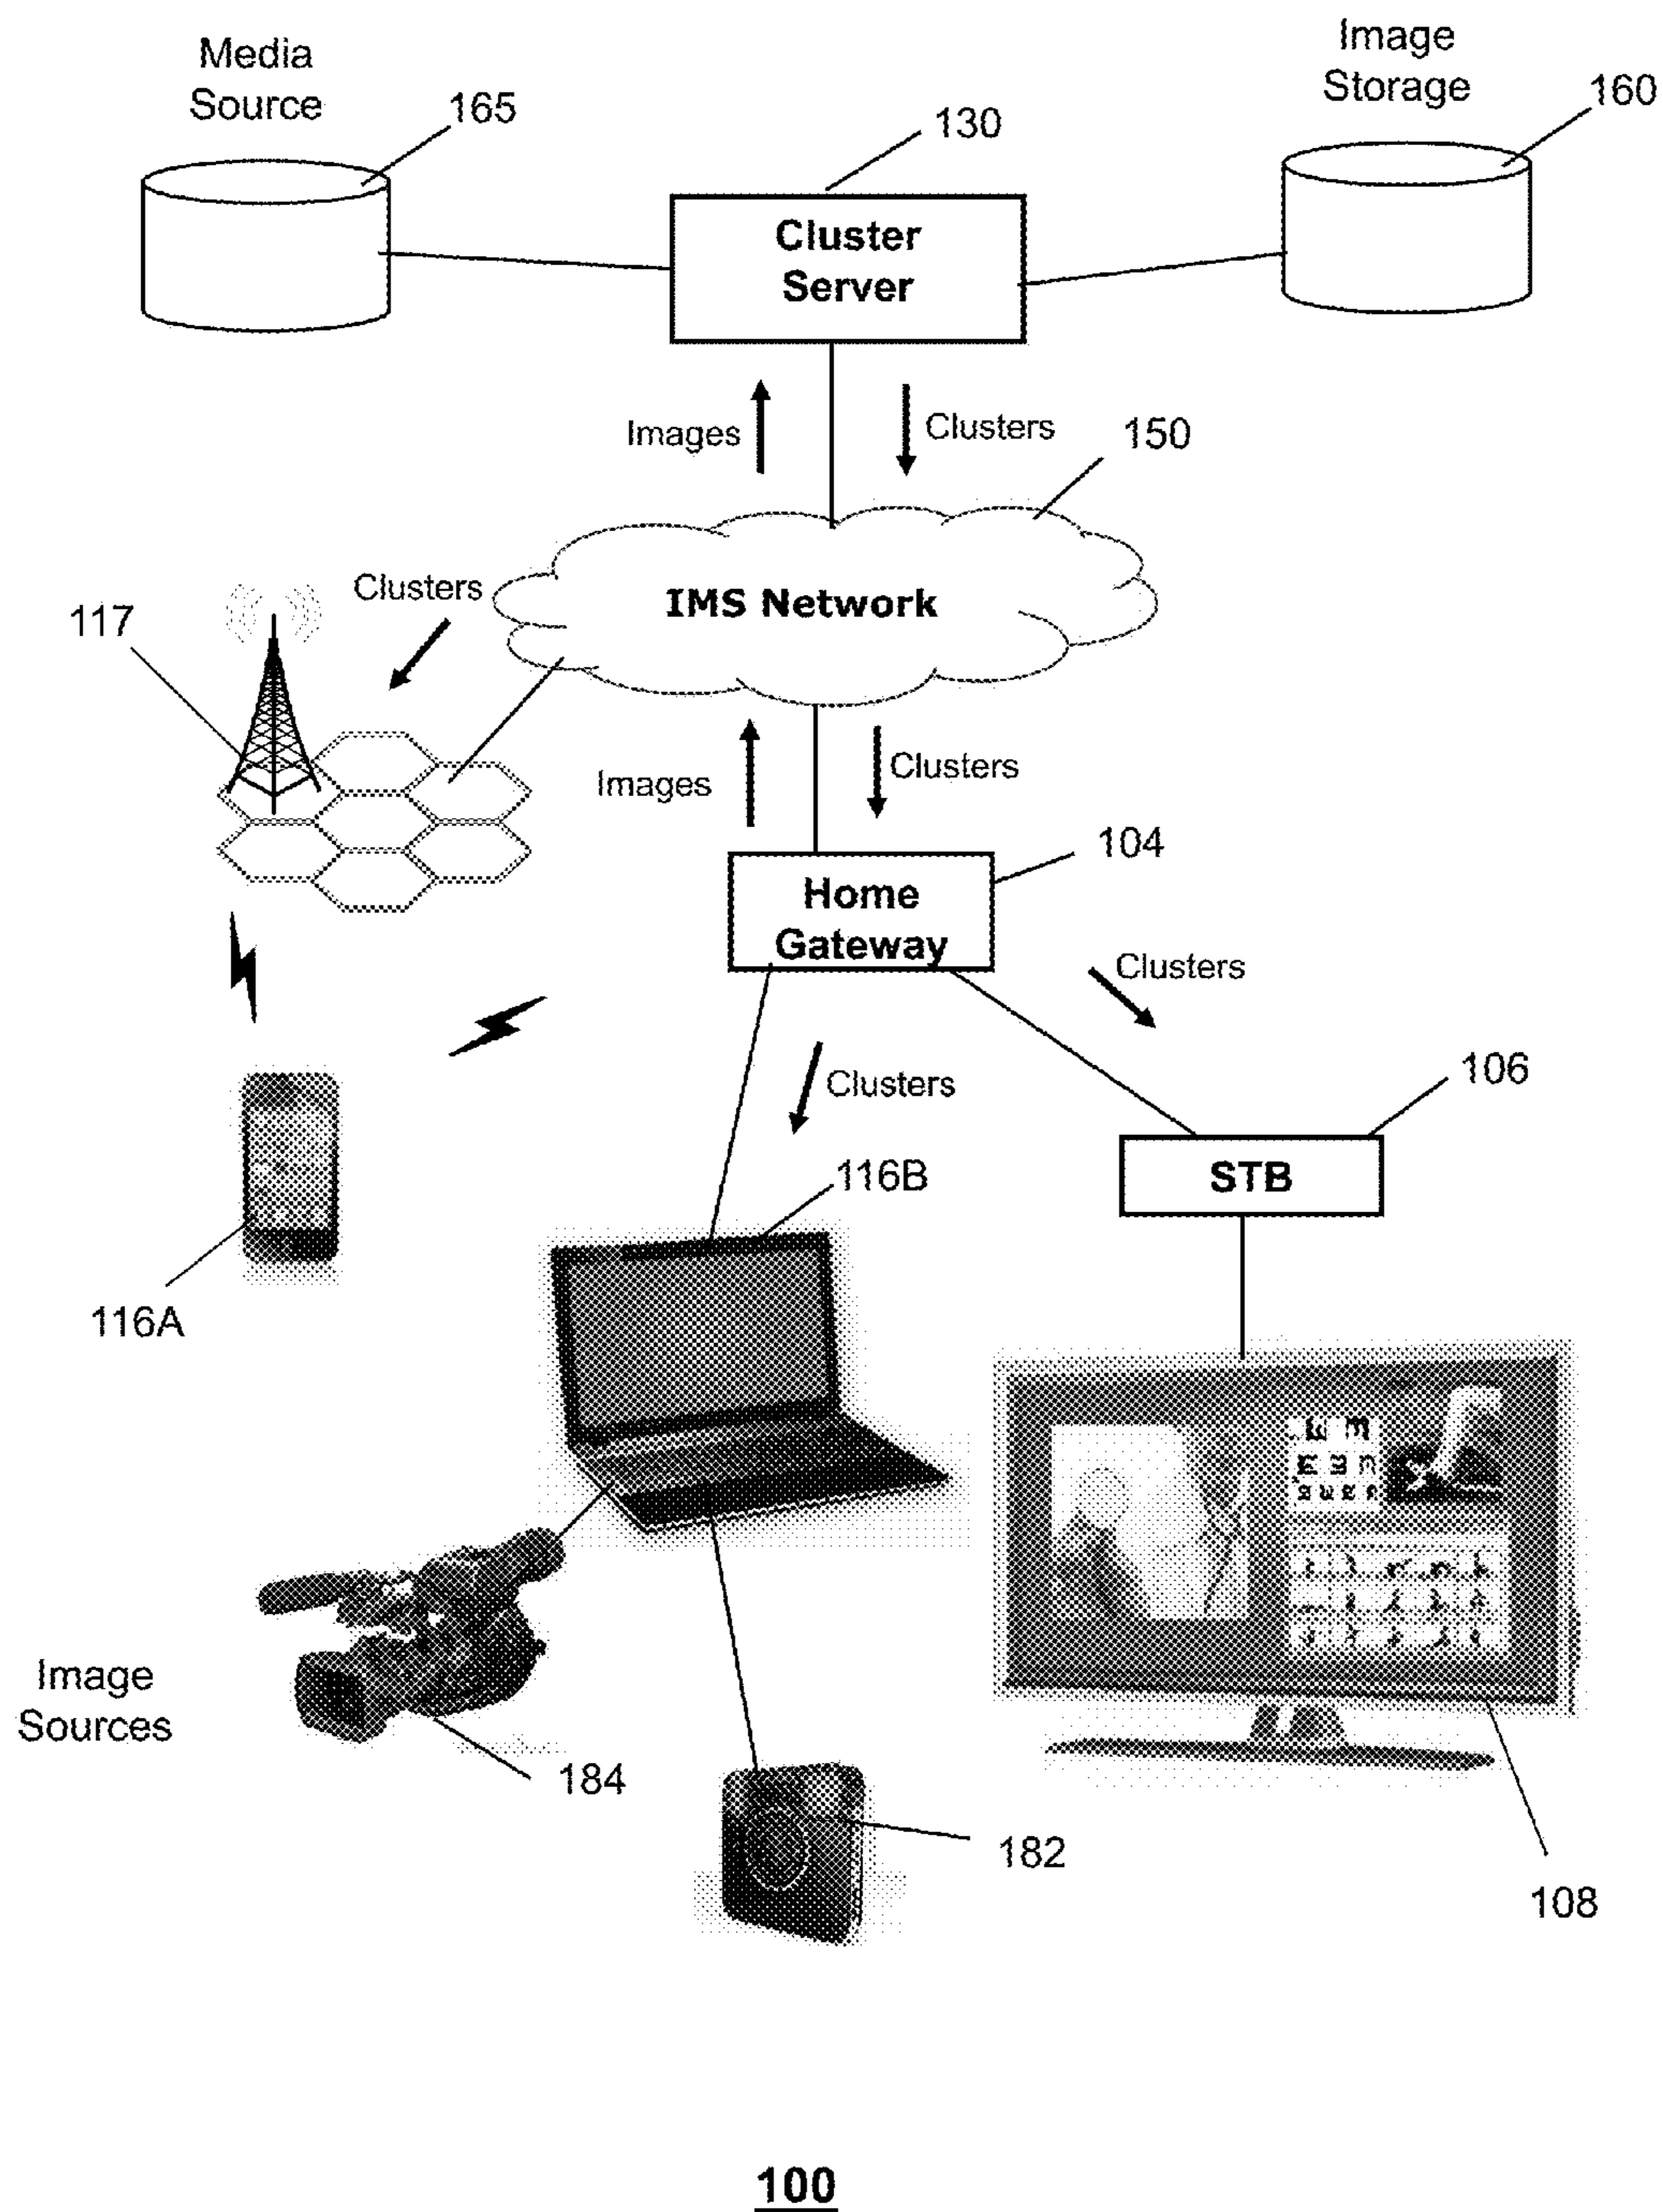 Media
Source
165
130
Image
Storage
160
Cluster
Server
Images
Clusters
150
Clusters
IMS Network
117
Images
Clusters
104
Home
Gateway
Clusters
Clusters
106
STB
116B
116A
Image
Sources
184
182
108
100